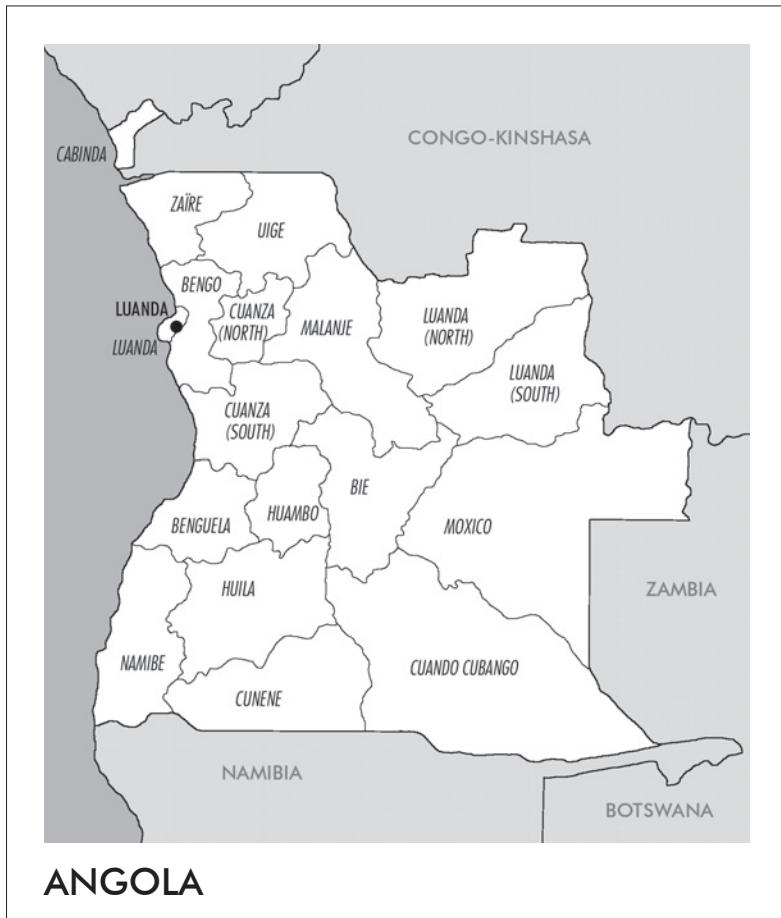 CONGO-KINSHASA
CABINDA
ZAÏRE
UIGE
BENGO
LUANDA
CUANZA
(NORTH)
MALANJE
LUANDA
(NORTH)
LUANDA
LUANDA
(SOUTH)
CUANZA
(SOUTH)
BIE
HUAMBO
BENGUELA
MOXICO
HUILA
ZAMBIA
NAMIBE
CUANDO CUBANGO
CUNENE
NAMIBIA
BOTSWANA
ANGOLA